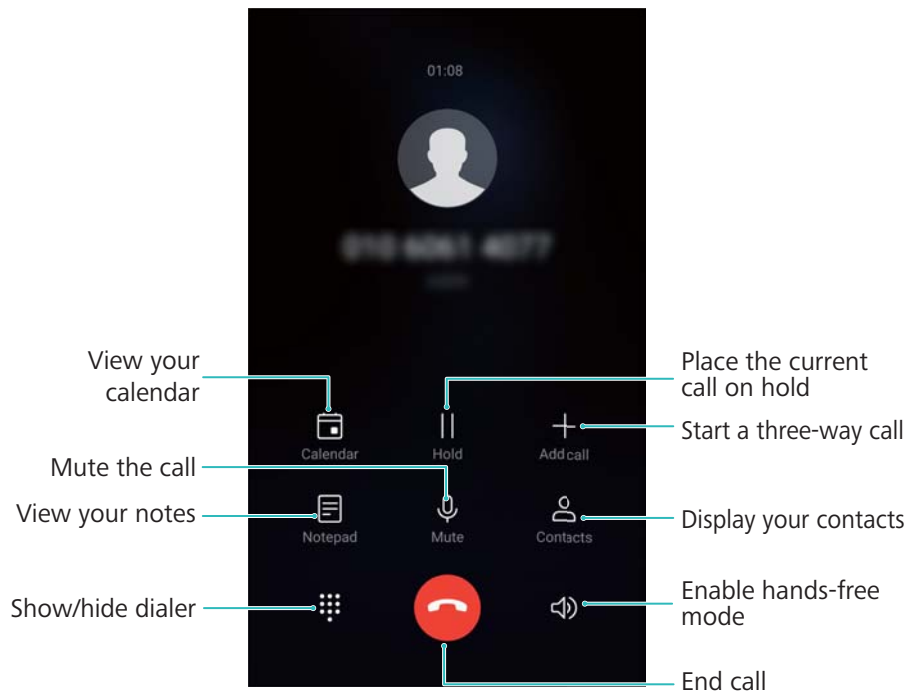 01:08
View your
calendar
Place the current
call on hold
Start a three-way call
Calendar
Hold
Add call
Mute the call
View your notes
Display your contacts
Notepad
Mute
Contacts
Show/hide dialer
Enable hands-free
mode
End call